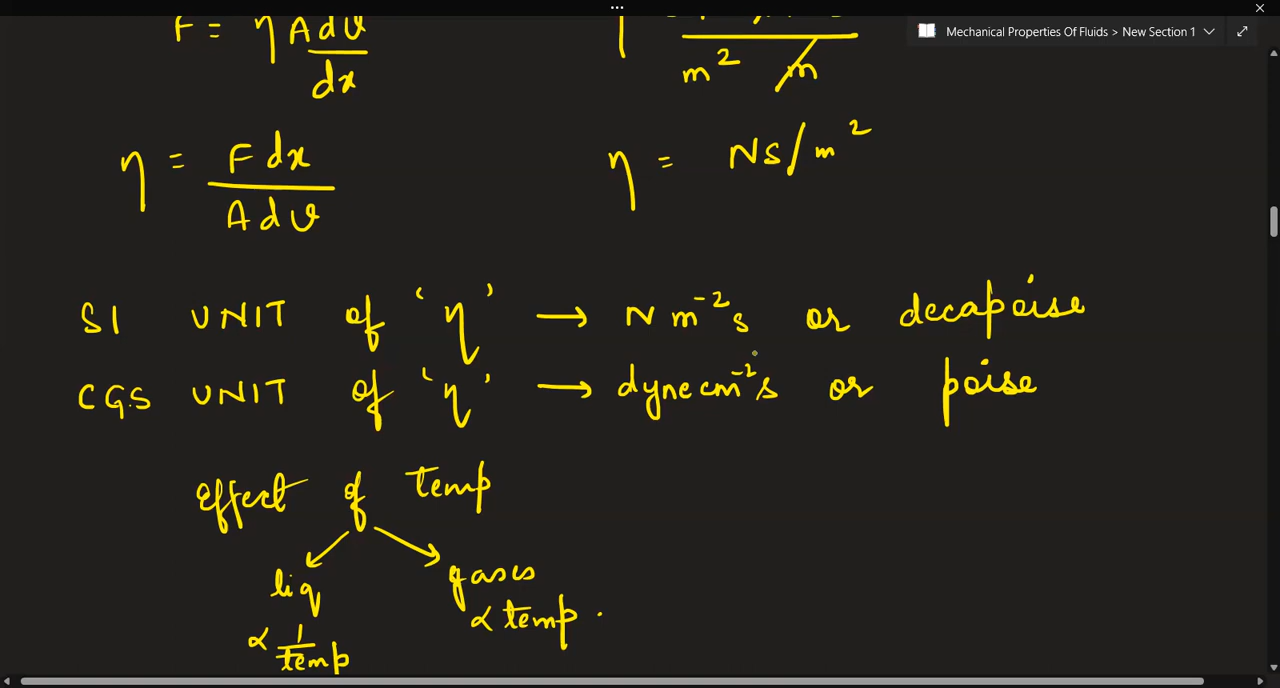 Mechanical Properties Of Fluids > New Section 1
F = η A dv
dx
m² m
η = F dx
A dv
η = NS/m²
SI UNIT of 'η' → N m⁻² s or decapoise
CGS UNIT of 'η' → dyne cm⁻² s or poise
Effect of temp
liq
gases
∝ 1/temp
∝ temp.